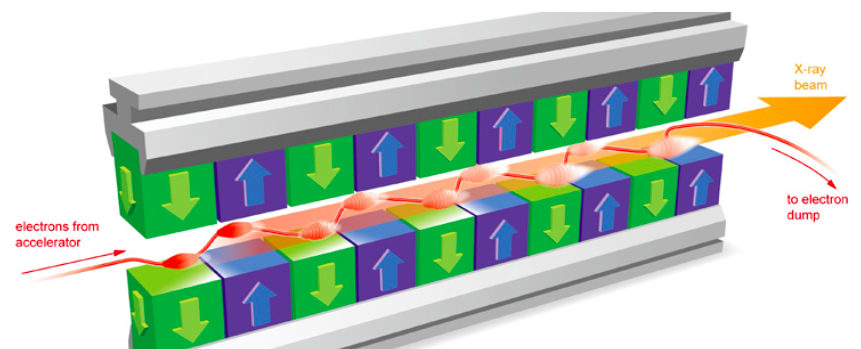 X-ray
beam
electrons from
accelerator
to electron
dump